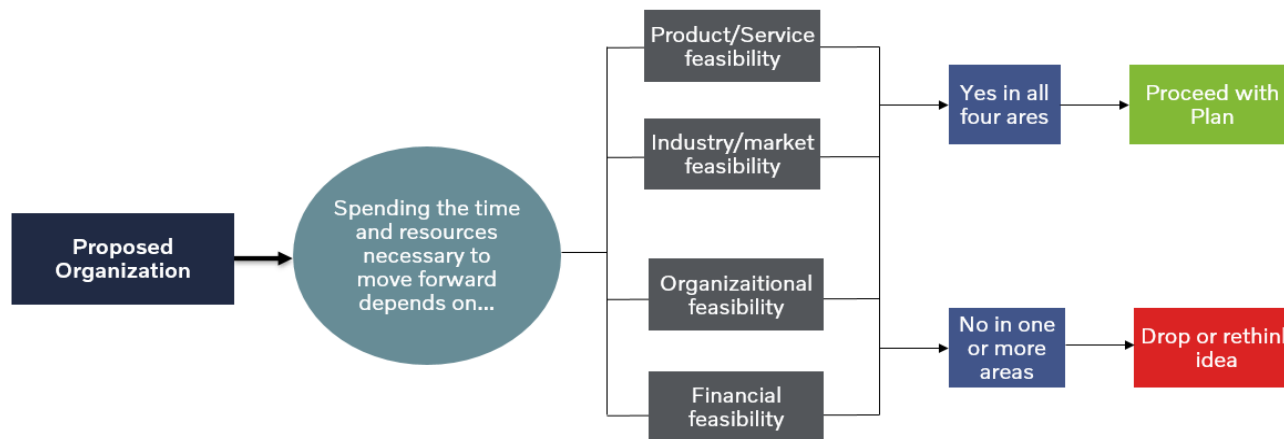 Proposed
Organization
Spending the time
and resources
necessary to
move forward
depends on...
Product/Service
feasibility
Industry/market
feasibility
Organizaitional
feasibility
Financial
feasibility
Yes in all
four ares
Proceed with
Plan
No in one
or more
areas
Drop or rethink
idea